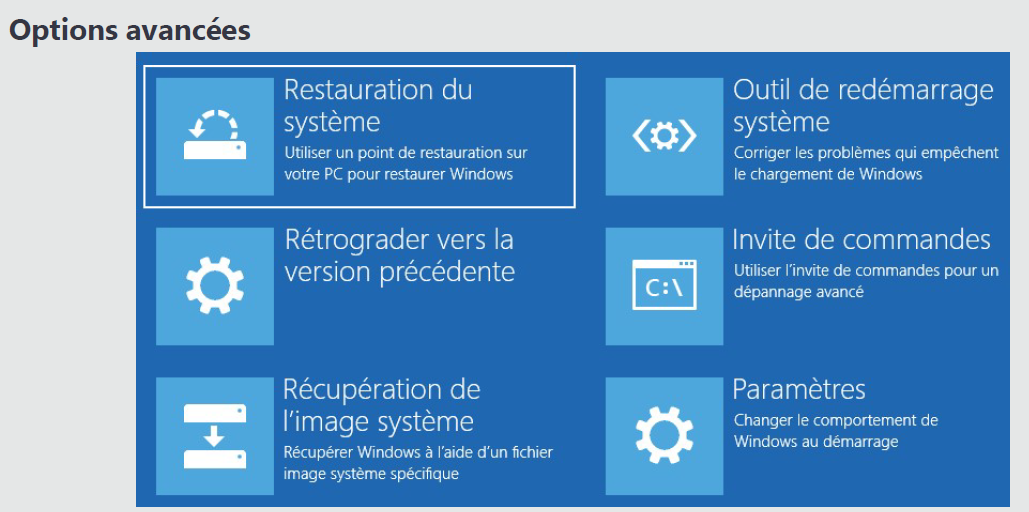 Options avancées
Restauration du
système
Utiliser un point de restauration sur
votre PC pour restaurer Windows
Outil de redémarrage
système
Corriger les problèmes qui empêchent
le chargement de Windows
Rétrograder vers la
version précédente
Invite de commandes
Utiliser l'invite de commandes pour un
dépannage avancé
C:\
Récupération de
l'image système
Récupérer Windows à l'aide d'un fichier
image système spécifique
Paramètres
Changer le comportement de
Windows au démarrage